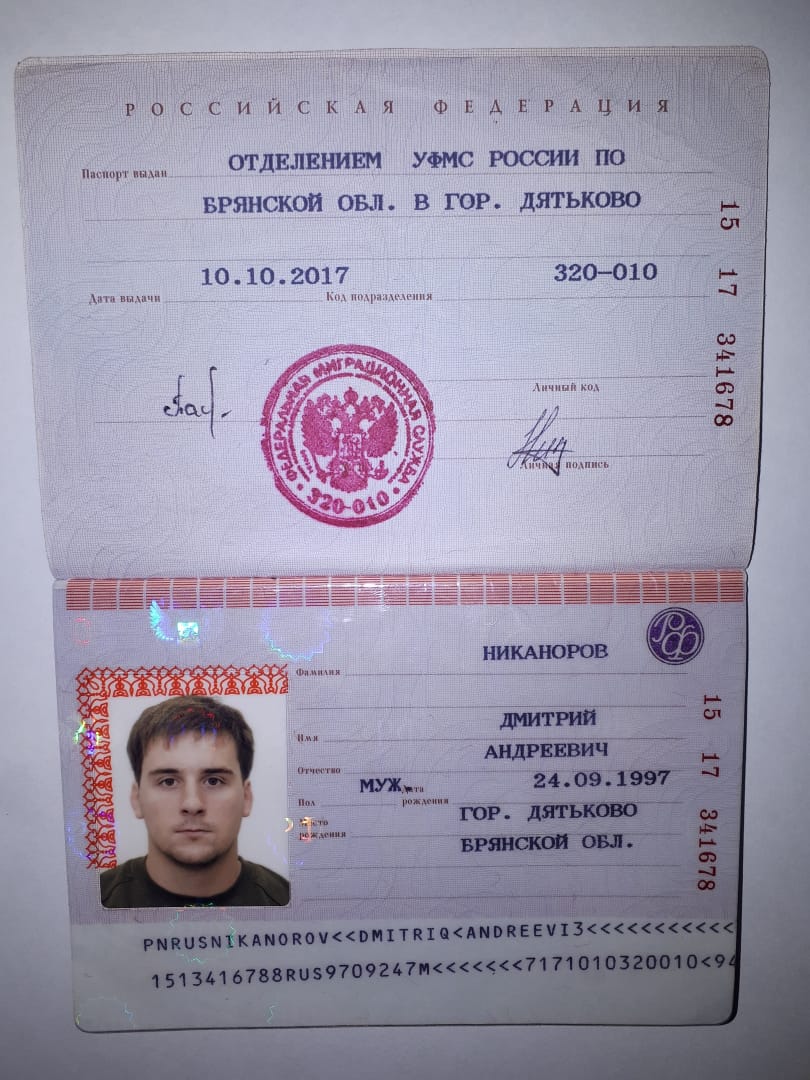 РОССИЙСКАЯ ФЕДЕРАЦИЯ
Паспорт выдан ОТДЕЛЕНИЕМ УФМС РОССИИ ПО
БРЯНСКОЙ ОБЛ. В ГОР. ДЯТЬКОВО
Дата выдачи 10.10.2017 Код подразделения 320-010
15 17 341678
ФЕДЕРАЛЬНАЯ МИГРАЦИОННАЯ СЛУЖБА
320-010
Личный код
Личная подпись
РФ
Фамилия НИКАНОРОВ
Имя ДМИТРИЙ
Отчество АНДРЕЕВИЧ
Пол МУЖ. Дата рождения 24.09.1997
Место рождения ГОР. ДЯТЬКОВО
БРЯНСКОЙ ОБЛ.
15 17 341678
PNRUSNIKANOROV<<DMITRIQ<ANDREEVI3<<<<<<<<<<<
1513416788RUS9709247M<<<<<<<7171010320010<94